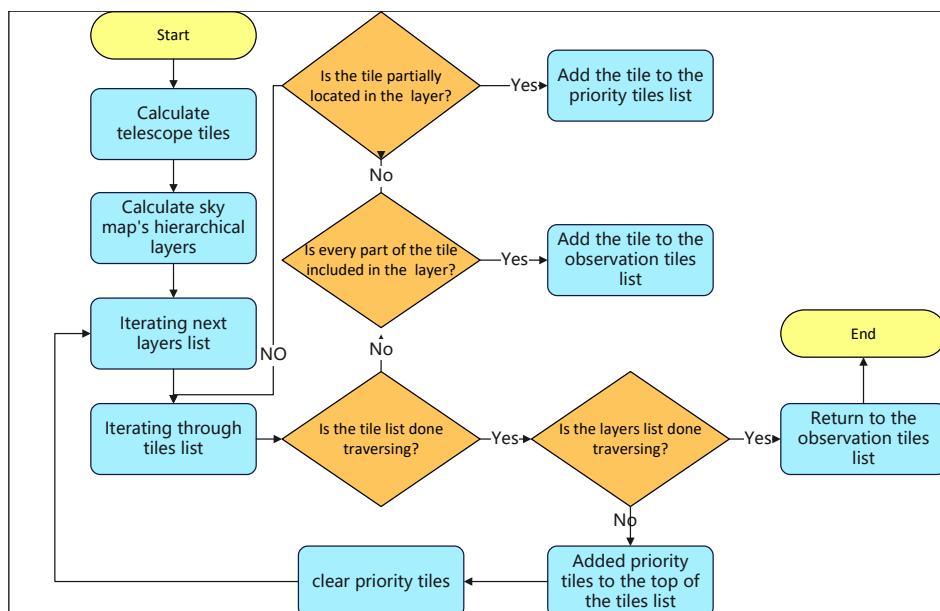 Start
Calculate
telescope tiles
Calculate sky
map's hierarchical
layers
Iterating next
layers list
NO
Iterating through
tiles list
Is the tile partially
located in the layer?
Yes
Add the tile to the
priority tiles list
No
Is every part of the tile
included in the layer?
Yes
Add the tile to the
observation tiles
list
No
Is the tile list done
traversing?
Yes
Is the layers list done
traversing?
Yes
Return to the
observation tiles
list
End
No
Added priority
tiles to the top of
the tiles list
clear priority tiles